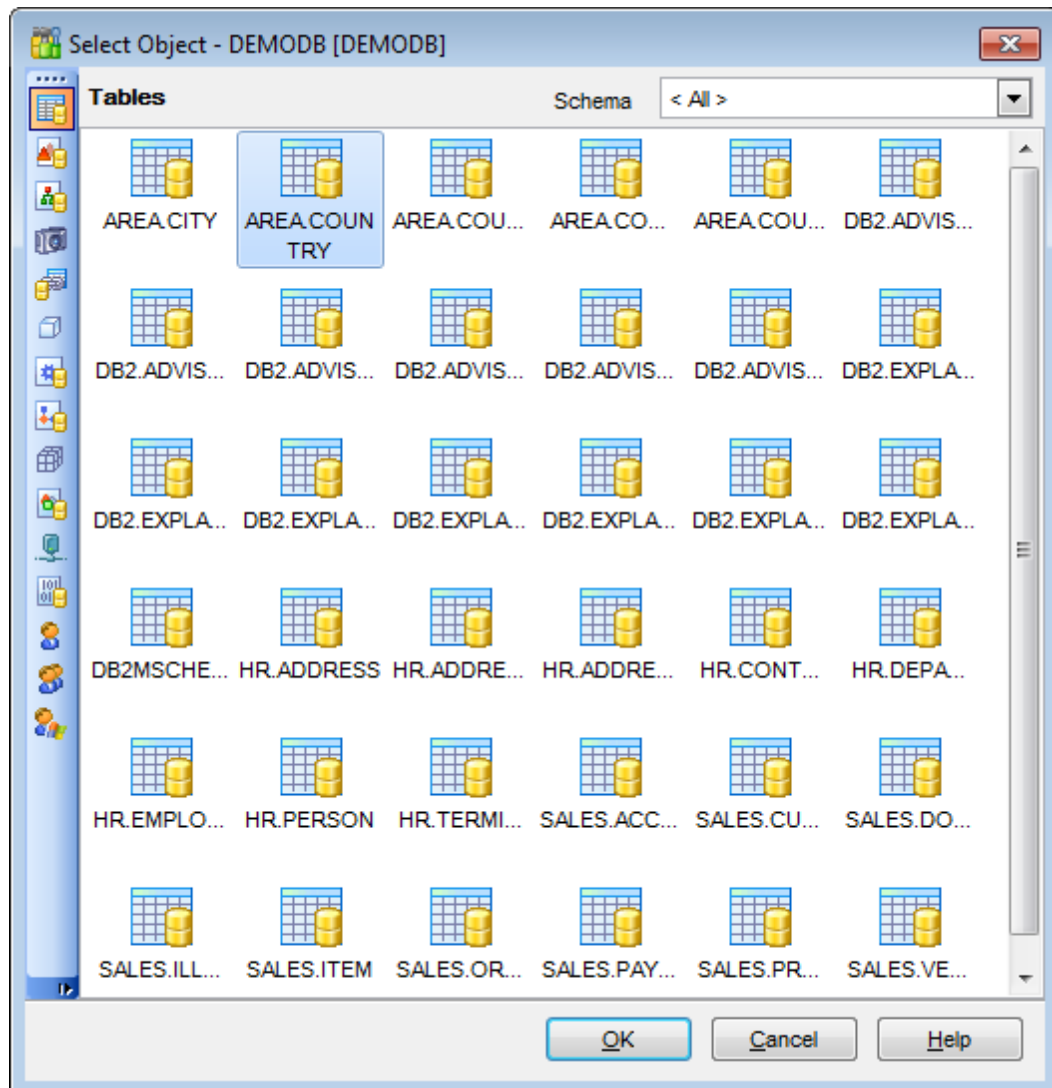 Select Object - DEMODB [DEMODB]
Tables Schema < All >
AREA.CITY AREA.COUN AREA.COU... AREA.CO... AREA.COU... DB2.ADVIS...
TRY
DB2.ADVIS... DB2.ADVIS... DB2.ADVIS... DB2.ADVIS... DB2.ADVIS... DB2.EXPLA...
DB2.EXPLA... DB2.EXPLA... DB2.EXPLA... DB2.EXPLA... DB2.EXPLA... DB2.EXPLA...
DB2MSCHE... HR.ADDRESS HR.ADDRE... HR.ADDRE... HR.CONT... HR.DEPA...
HR.EMPLO... HR.PERSON HR.TERMI... SALES.ACC... SALES.CU... SALES.DO...
SALES.ILL... SALES.ITEM SALES.OR... SALES.PAY... SALES.PR... SALES.VE...
OK Cancel Help